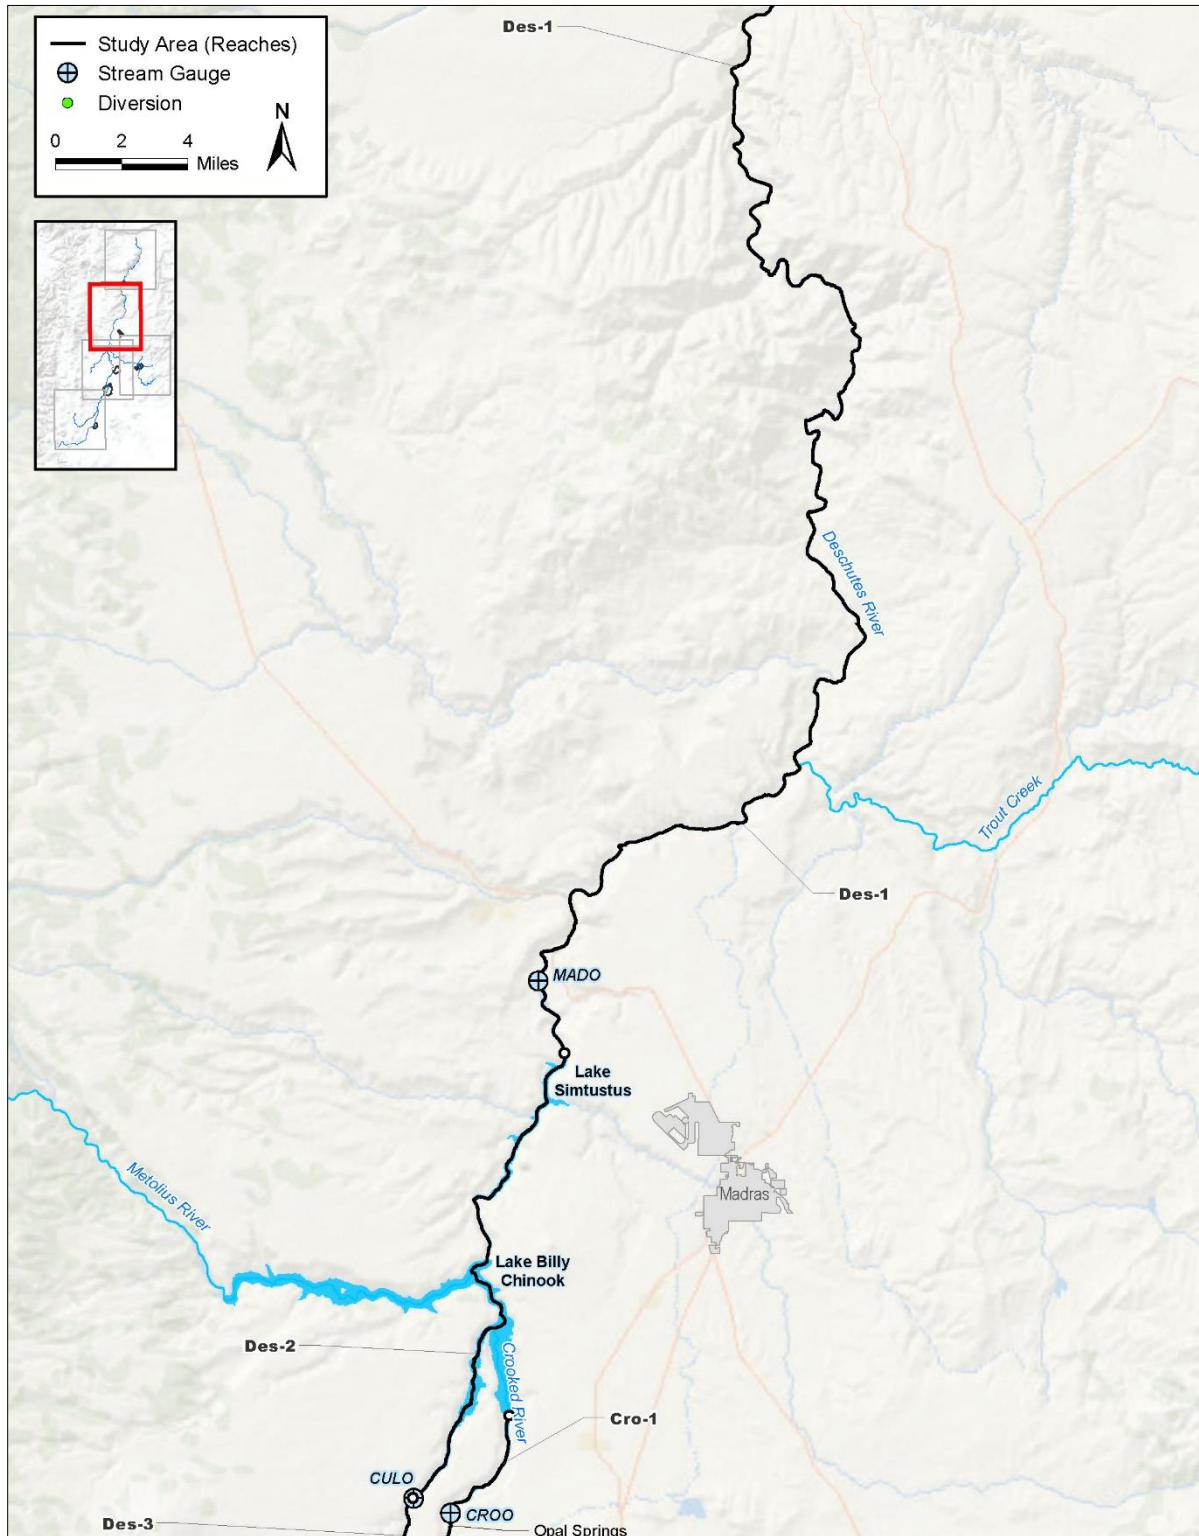 Des-1
Study Area (Reaches)
Stream Gauge
Diversion
N
0 2 4
Miles
Deschutes River
Trout Creek
Des-1
MADO
Lake
Simtustus
Metolius River
Madras
Lake Billy
Chinook
Des-2
Crooked River
Cro-1
CULO
CROO
Des-3
Opal Springs